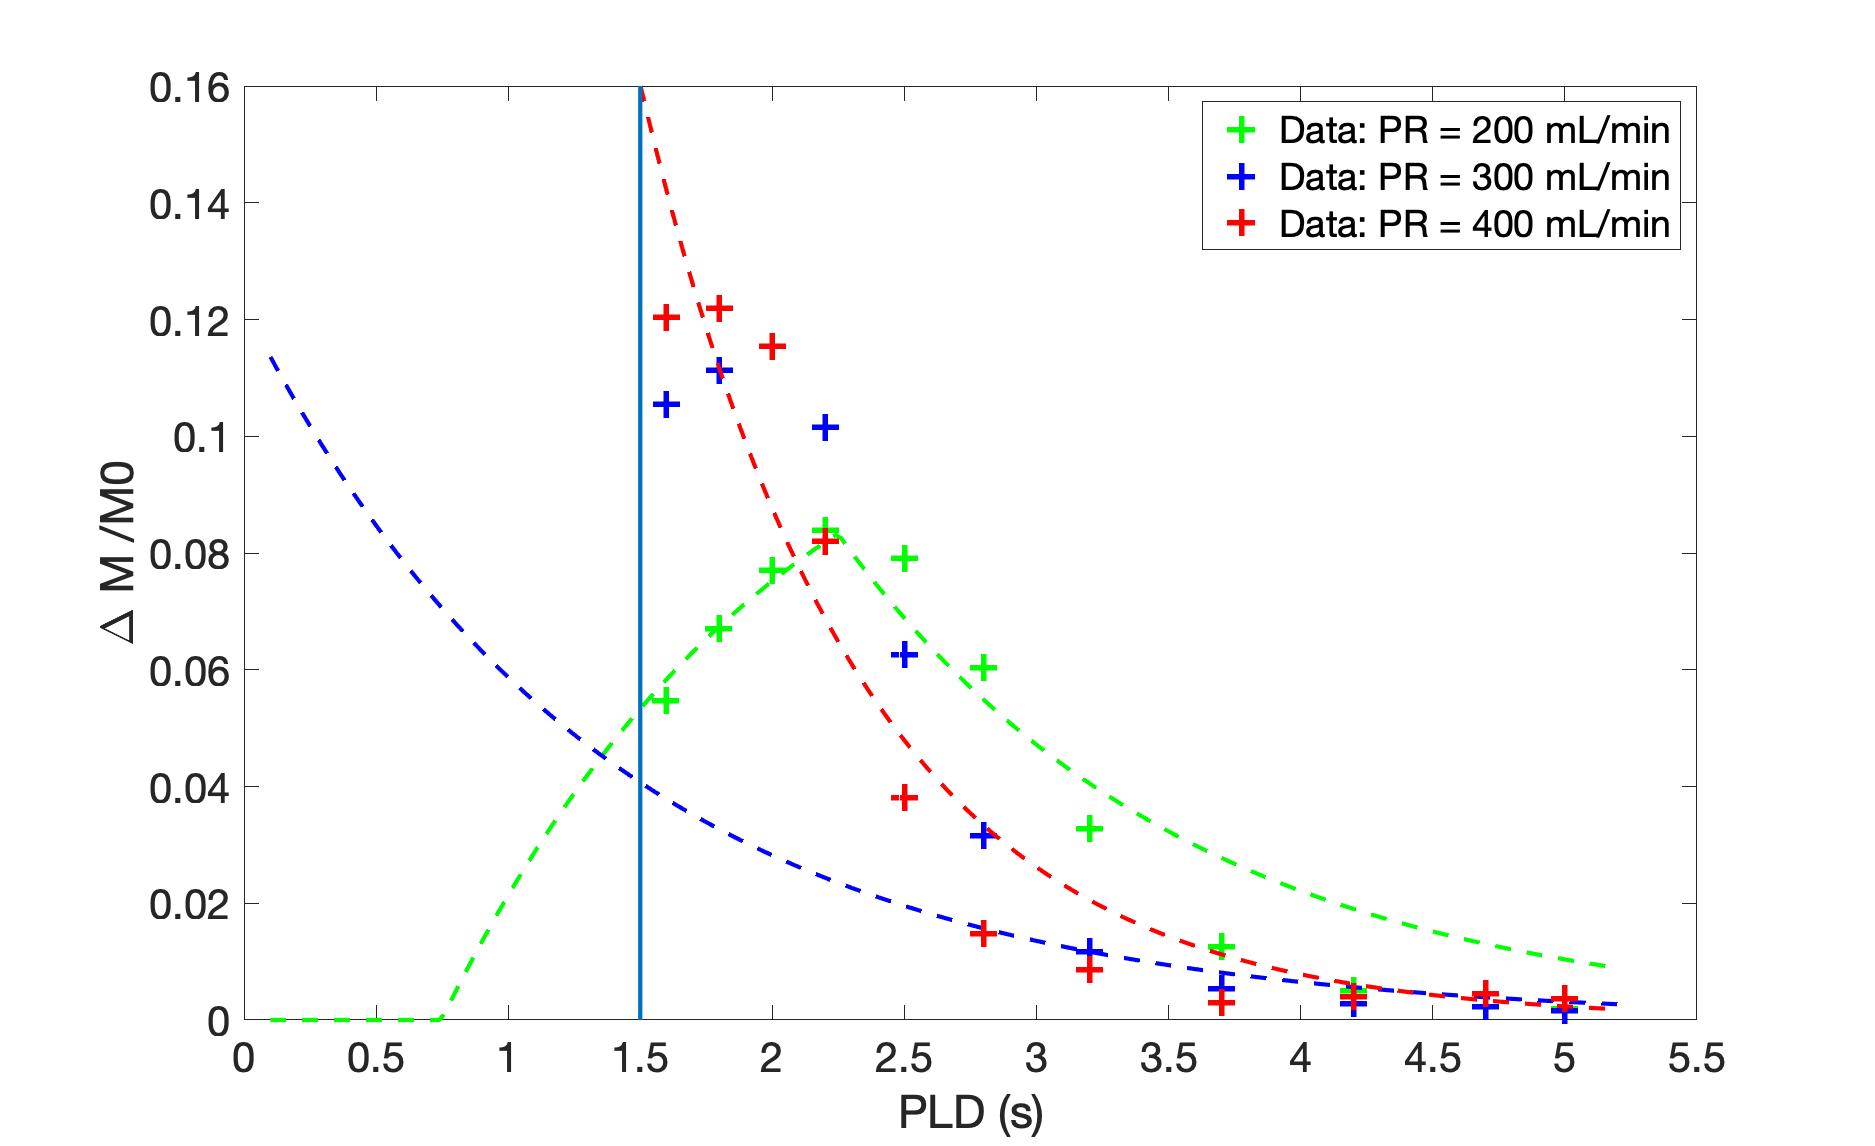 0.16
0.14
0.12
0.1
0.08
0.06
0.04
0.02
0
Δ M /M0
Data: PR = 200 mL/min
Data: PR = 300 mL/min
Data: PR = 400 mL/min
0 0.5 1 1.5 2 2.5 3 3.5 4 4.5 5 5.5
PLD (s)